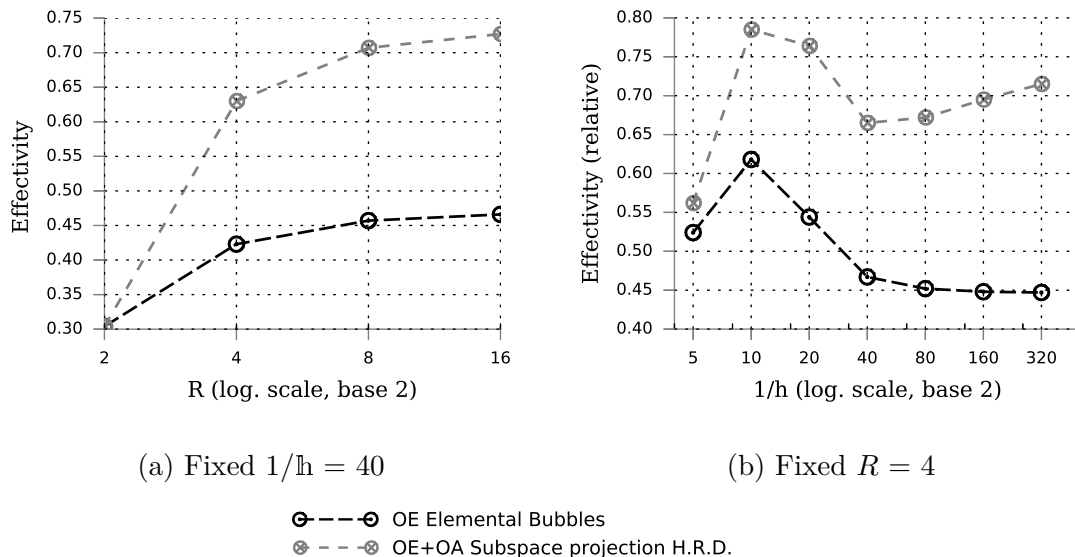 0.75
0.70
0.65
0.60
0.55
0.50
0.45
0.40
0.35
0.30
Effectivity
2 4 8 16
R (log. scale, base 2)
(a) Fixed 1/𝕙 = 40
0.80
0.75
0.70
0.65
0.60
0.55
0.50
0.45
0.40
Effectivity (relative)
5 10 20 40 80 160 320
1/h (log. scale, base 2)
(b) Fixed R = 4
OE Elemental Bubbles
OE+OA Subspace projection H.R.D.